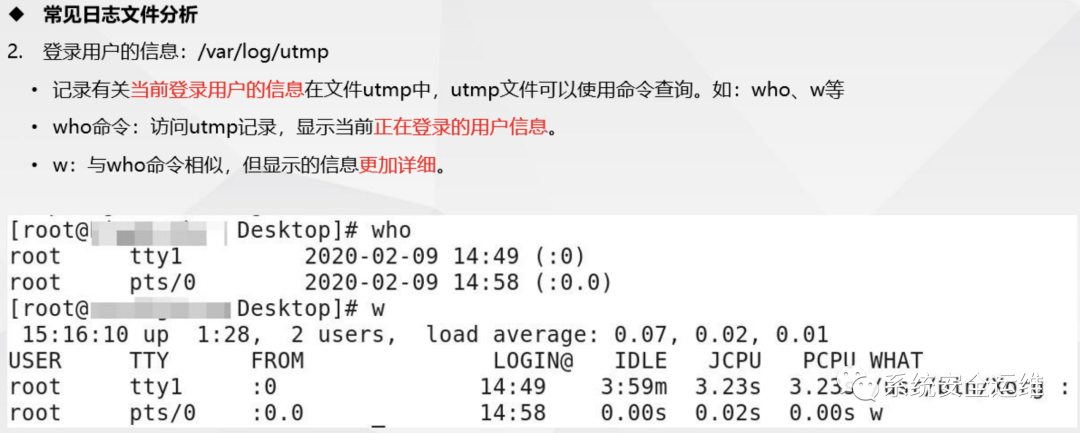 ◆ 常见日志文件分析
2. 登录用户的信息：/var/log/utmp
• 记录有关当前登录用户的信息在文件utmp中，utmp文件可以使用命令查询。如：who、w等
• who命令：访问utmp记录，显示当前正在登录的用户信息。
• w：与who命令相似，但显示的信息更加详细。
[root@ Desktop]# who
root tty1 2020-02-09 14:49 (:0)
root pts/0 2020-02-09 14:58 (:0.0)
[root@ Desktop]# w
15:16:10 up 1:28, 2 users, load average: 0.07, 0.02, 0.01
USER TTY FROM LOGIN@ IDLE JCPU PCPU WHAT
root tty1 :0 14:49 3:59m 3.23s 3.23s :
root pts/0 :0.0 14:58 0.00s 0.02s 0.00s w
系统安全运维